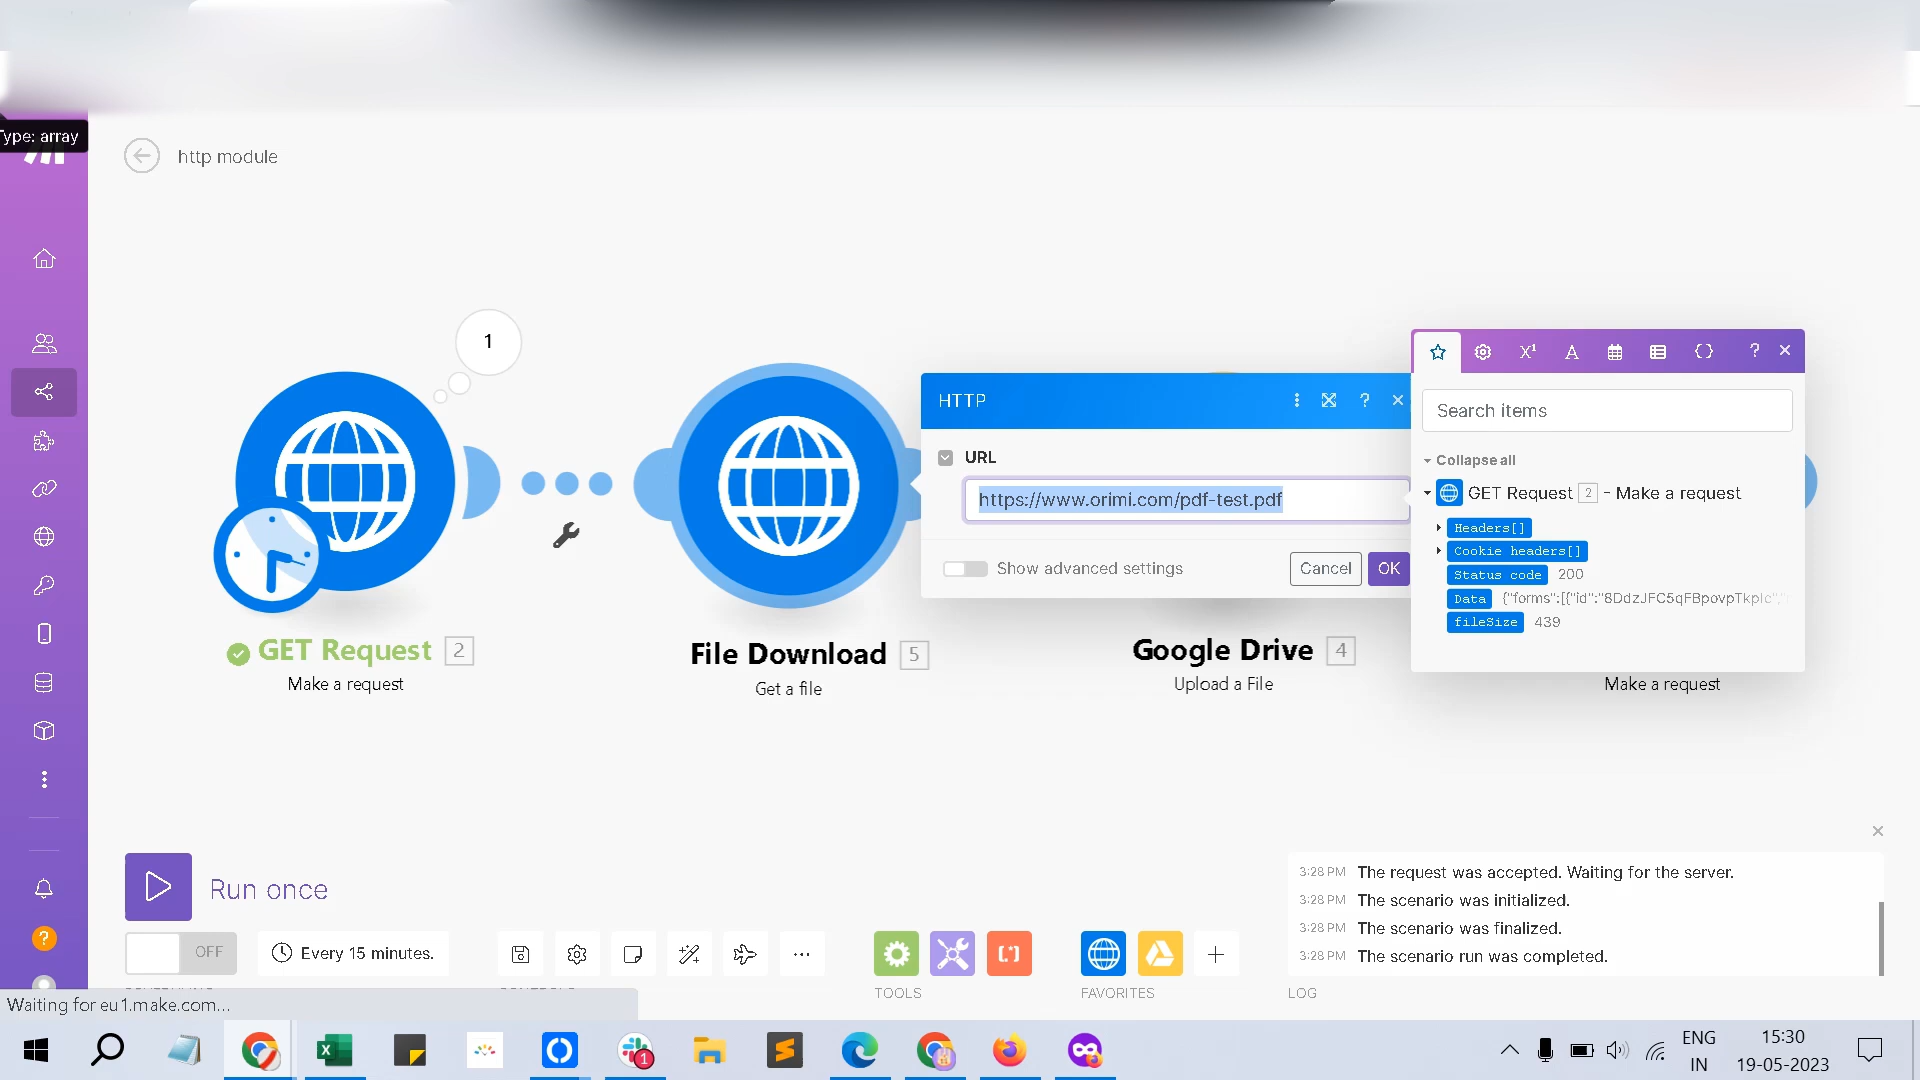 Type: array
http module
1
HTTP
URL
https://www.orimi.com/pdf-test.pdf
Show advanced settings
Cancel
OK
?
Search items
Collapse all
GET Request 2 - Make a request
Headers[]
Cookie headers[]
Status code 200
Data {"forms":[{"id":"8DdzJFC5qFBpovpTkplc",
fileSize 439
GET Request 2
Make a request
File Download 5
Get a file
Google Drive 4
Upload a File
Make a request
Run once
OFF
Every 15 minutes.
TOOLS
FAVORITES
3:28 PM The request was accepted. Waiting for the server.
3:28 PM The scenario was initialized.
3:28 PM The scenario was finalized.
3:28 PM The scenario run was completed.
LOG
Waiting for eu1.make.com...
1
ENG
IN
15:30
19-05-2023